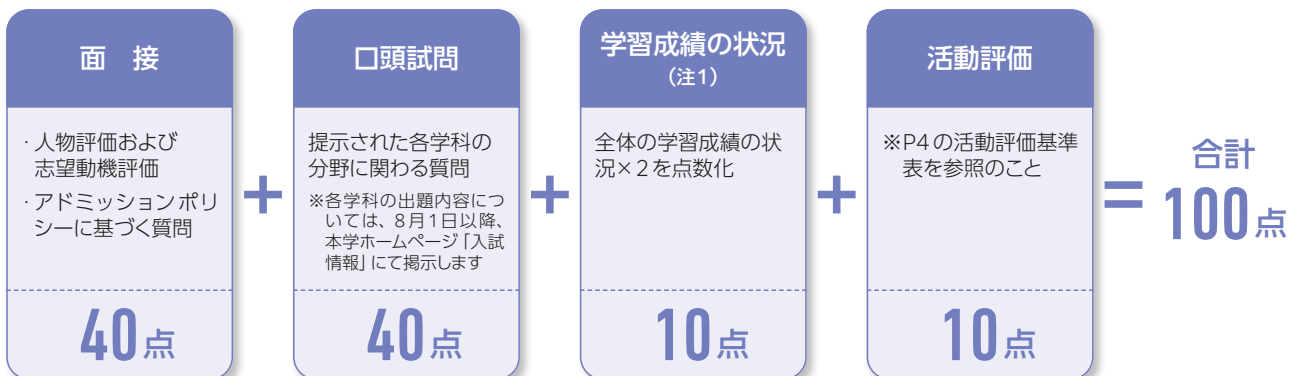 面 接
・人物評価および
志望動機評価
・アドミッションポリ
シーに基づく質問
40点
+
口頭試問
提示された各学科の
分野に関わる質問
※各学科の出題内容につ
いては、8月1日以降、
本学ホームページ「入試
情報」にて掲示します
40点
+
学習成績の状況
(注1)
全体の学習成績の状
況×2を点数化
10点
+
活動評価
※P4の活動評価基準
表を参照のこと
10点
=
合計
100点